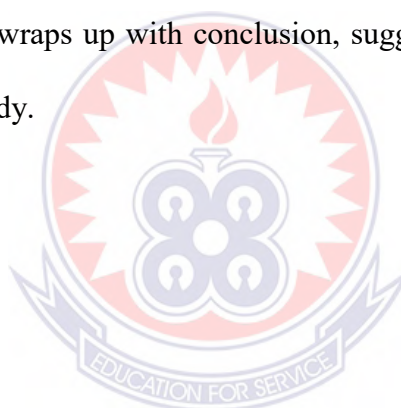 wraps up with conclusion, sugg
dy.
EDUCATION FOR SERVICE